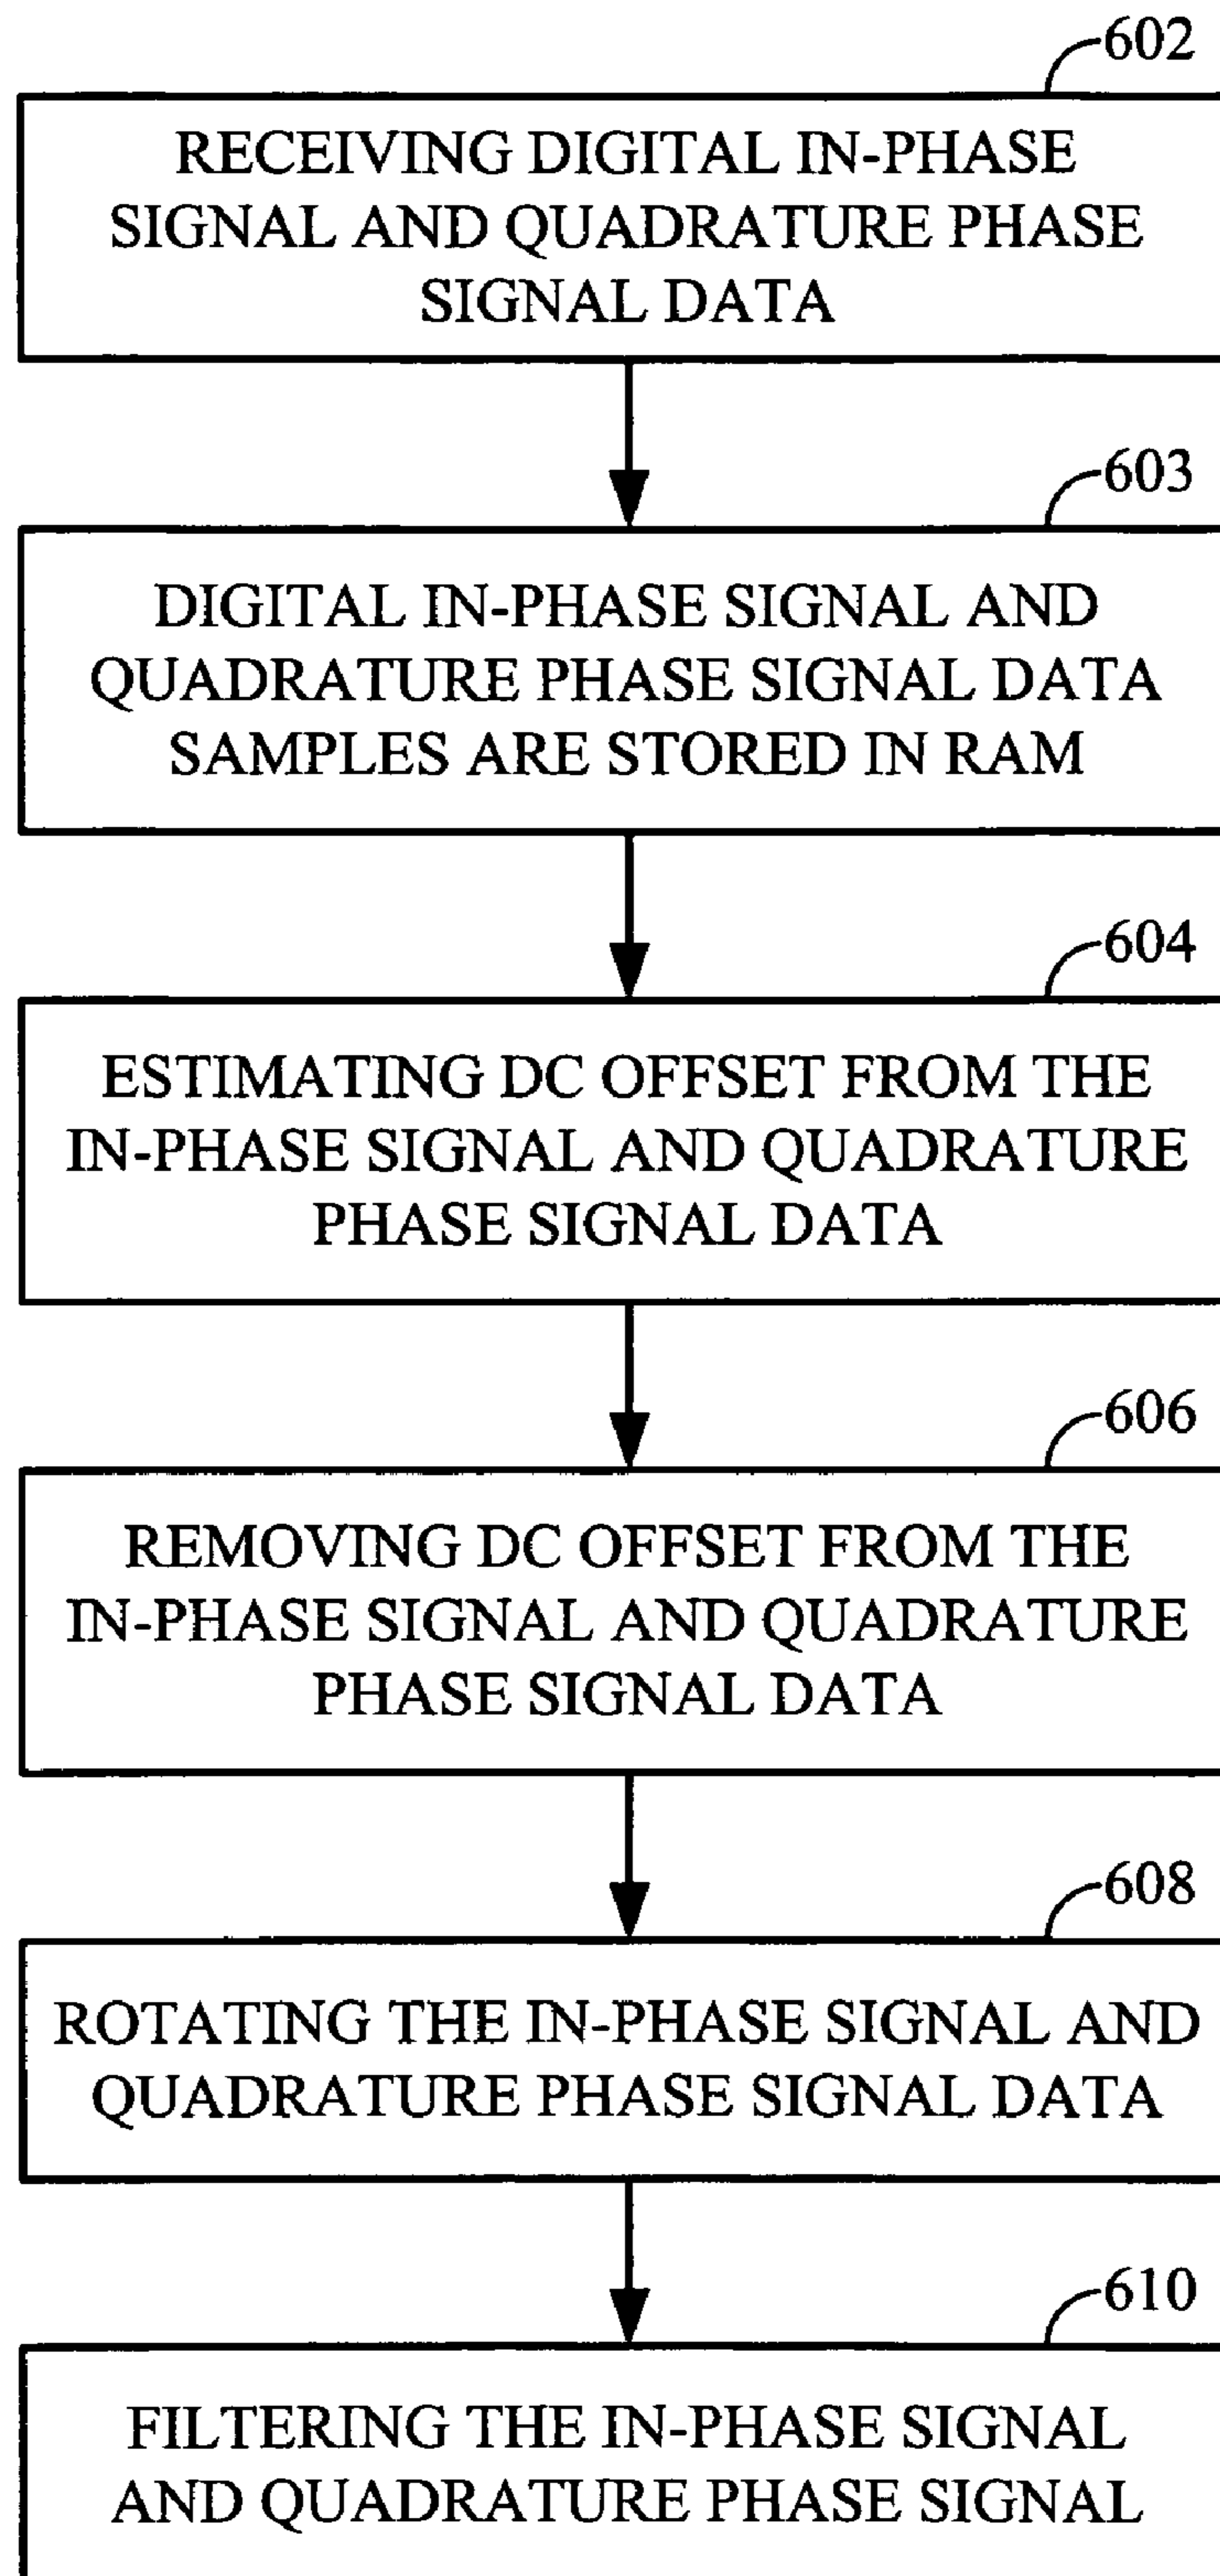 602
RECEIVING DIGITAL IN-PHASE
SIGNAL AND QUADRATURE PHASE
SIGNAL DATA
603
DIGITAL IN-PHASE SIGNAL AND
QUADRATURE PHASE SIGNAL DATA
SAMPLES ARE STORED IN RAM
604
ESTIMATING DC OFFSET FROM THE
IN-PHASE SIGNAL AND QUADRATURE
PHASE SIGNAL DATA
606
REMOVING DC OFFSET FROM THE
IN-PHASE SIGNAL AND QUADRATURE
PHASE SIGNAL DATA
608
ROTATING THE IN-PHASE SIGNAL AND
QUADRATURE PHASE SIGNAL DATA
610
FILTERING THE IN-PHASE SIGNAL
AND QUADRATURE PHASE SIGNAL